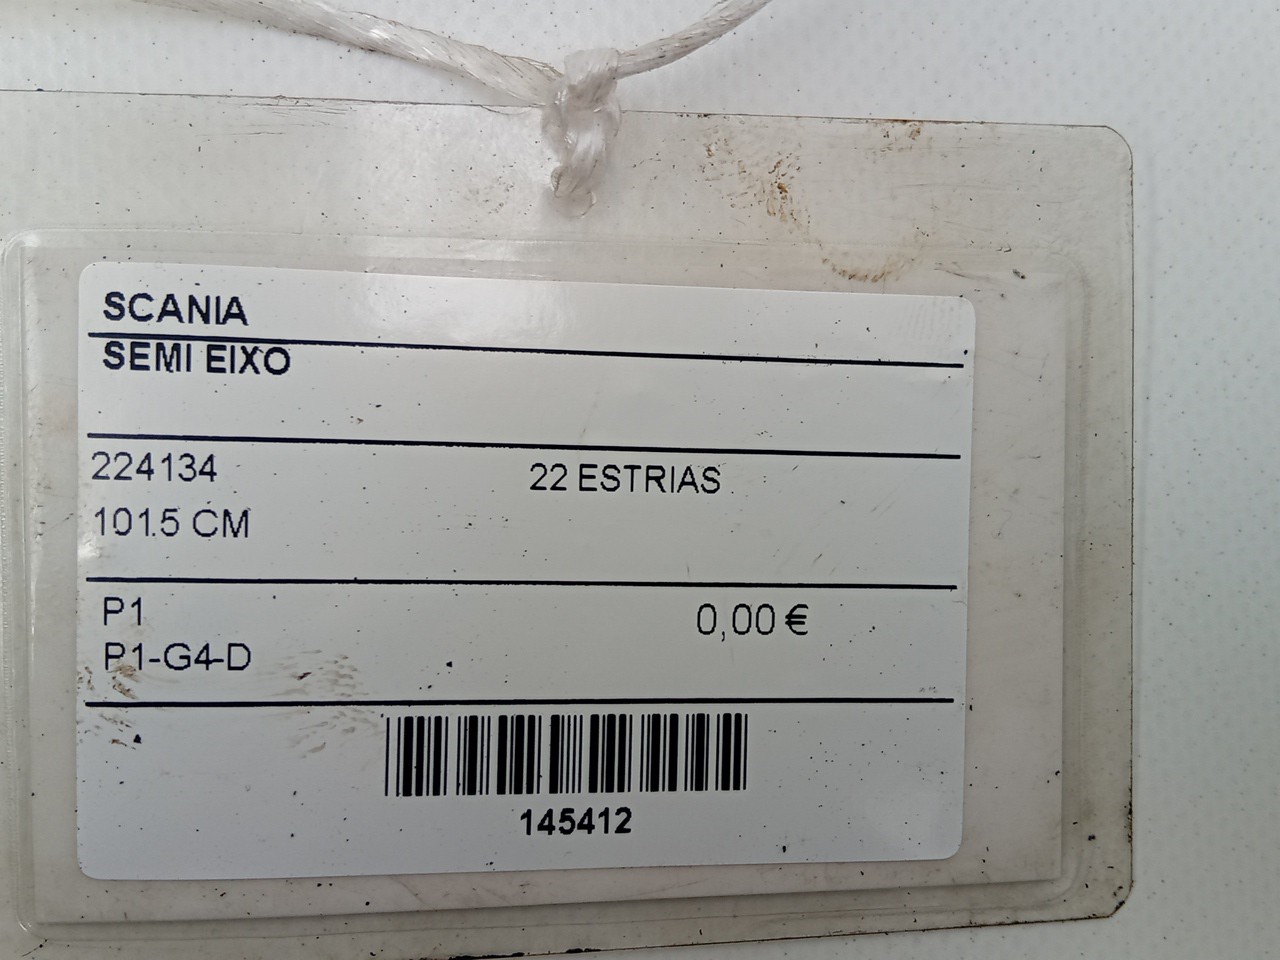 SCANIA
SEMI EIXO
224134 22 ESTRIAS
101.5 CM
P1 0,00 €
P1-G4-D
145412